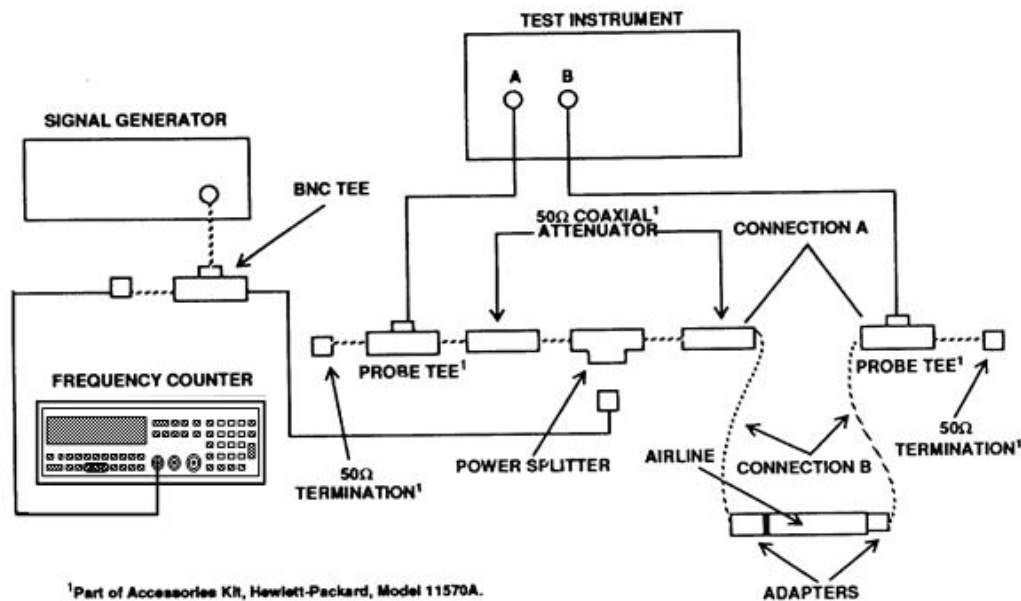 TEST INSTRUMENT
A
B
SIGNAL GENERATOR
BNC TEE
50Ω COAXIAL¹
ATTENUATOR
CONNECTION A
PROBE TEE¹
PROBE TEE¹
FREQUENCY COUNTER
50Ω
TERMINATION¹
POWER SPLITTER
AIRLINE
CONNECTION B
50Ω
TERMINATION¹
ADAPTERS
¹Part of Accessories Kit, Hewlett-Packard, Model 11570A.